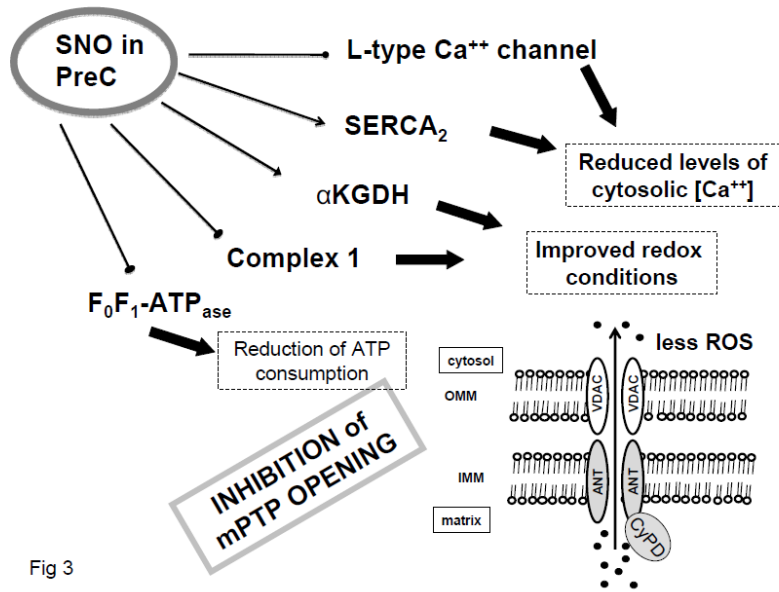 SNO in
PreC
L-type Ca⁺⁺ channel
SERCA₂
Reduced levels of
cytosolic [Ca⁺⁺]
αKGDH
Complex 1
Improved redox
conditions
F₀F₁-ATPₐₛₑ
Reduction of ATP
consumption
less ROS
cytosol
OMM
VDAC
VDAC
INHIBITION of
mPTP OPENING
IMM
ANT
ANT
matrix
CyPD
Fig 3